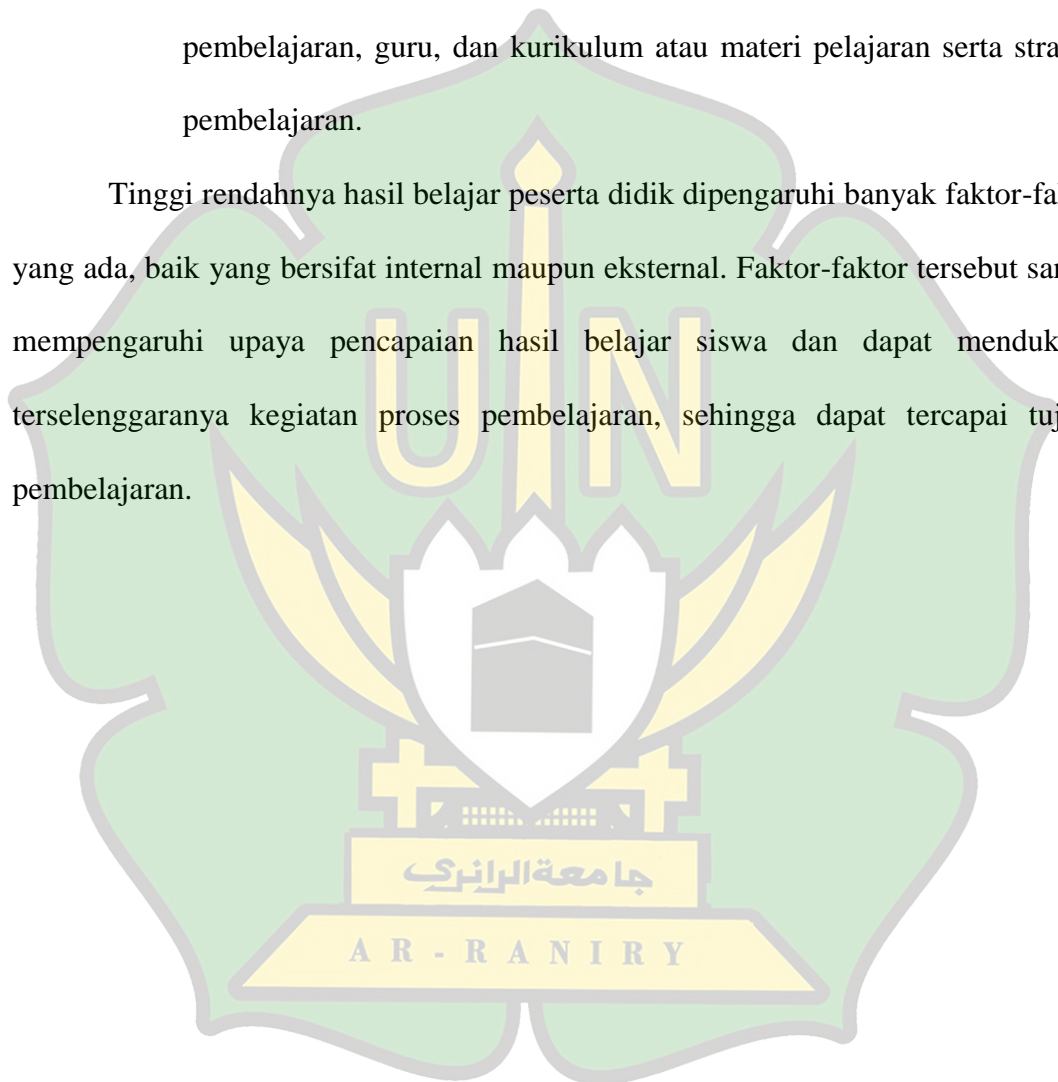 pembelajaran, guru, dan kurikulum atau materi pelajaran serta stra
pembelajaran.
Tinggi rendahnya hasil belajar peserta didik dipengaruhi banyak faktor-fa
yang ada, baik yang bersifat internal maupun eksternal. Faktor-faktor tersebut sa
mempengaruhi upaya pencapaian hasil belajar siswa dan dapat menduk
terselenggaranya kegiatan proses pembelajaran, sehingga dapat tercapai tuj
pembelajaran.
UIN
جامعةالرانري
AR-RANIRY